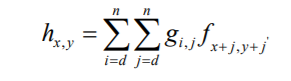 h_{x,y} = \sum_{i=d}^{n} \sum_{j=d}^{n} g_{i,j} f_{x+j,y+j'}